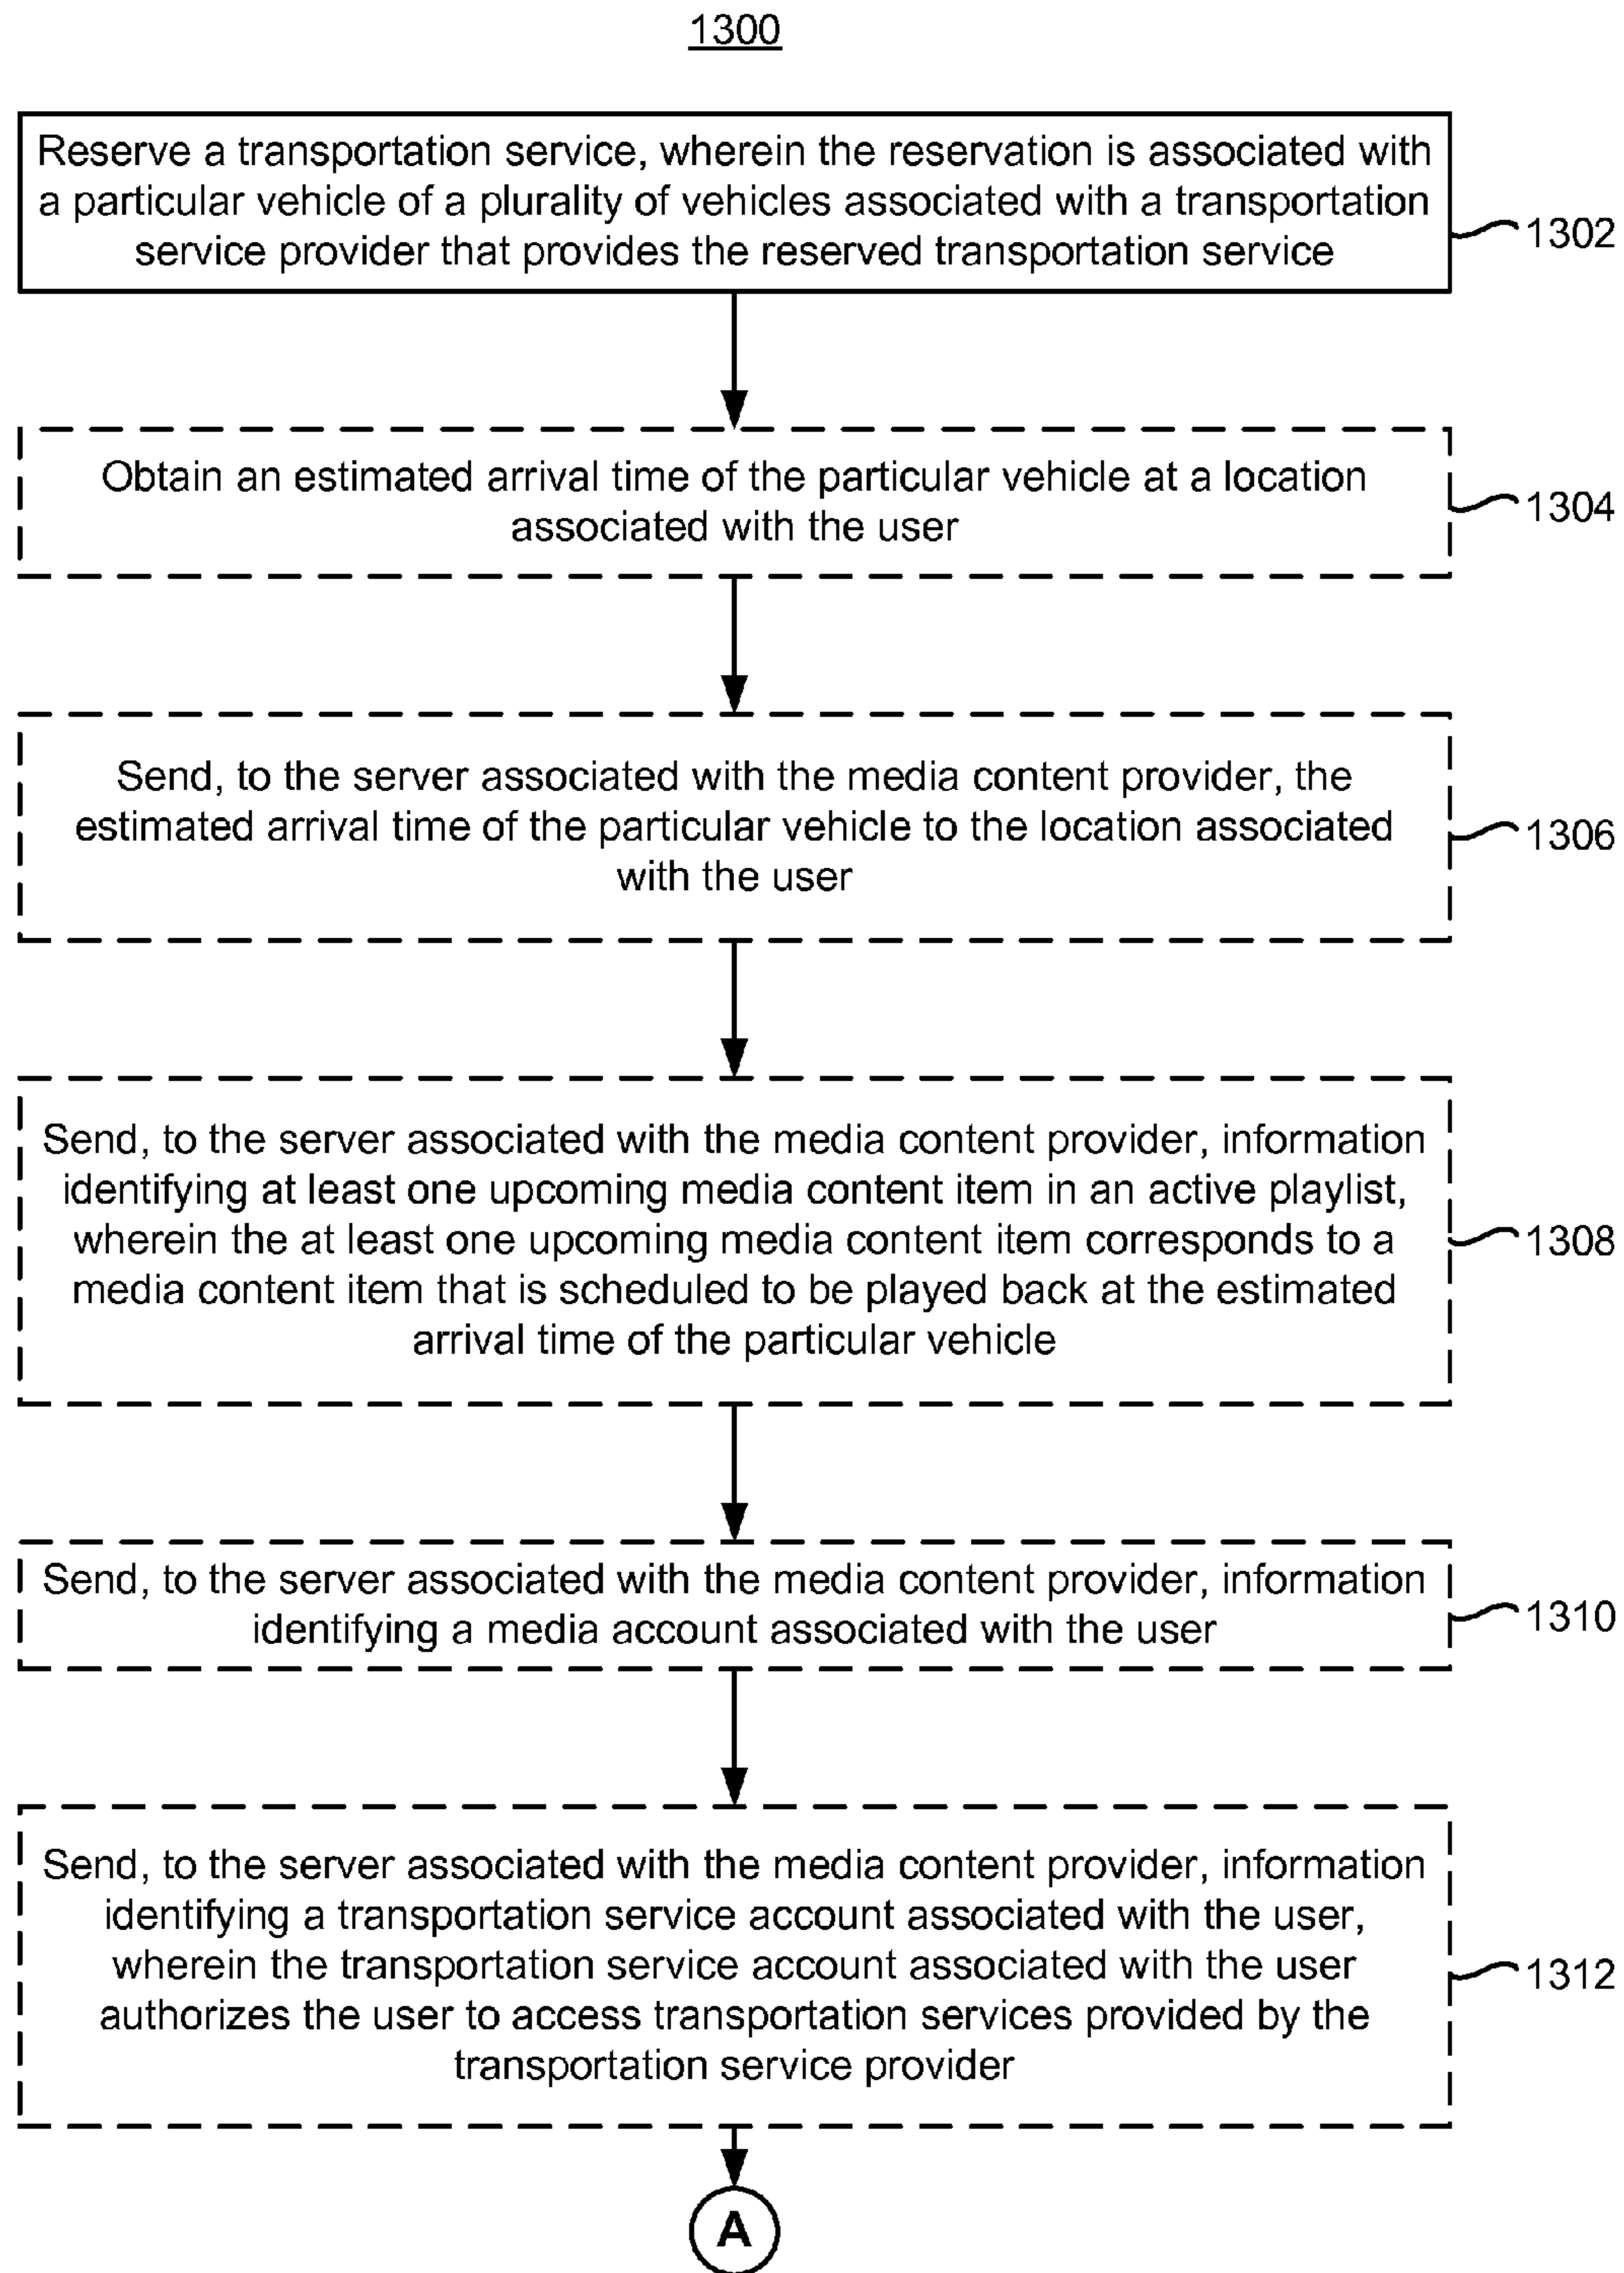 1300
Reserve a transportation service, wherein the reservation is associated with
a particular vehicle of a plurality of vehicles associated with a transportation
service provider that provides the reserved transportation service
1302
Obtain an estimated arrival time of the particular vehicle at a location
associated with the user
1304
Send, to the server associated with the media content provider, the
estimated arrival time of the particular vehicle to the location associated
with the user
1306
Send, to the server associated with the media content provider, information
identifying at least one upcoming media content item in an active playlist,
wherein the at least one upcoming media content item corresponds to a
media content item that is scheduled to be played back at the estimated
arrival time of the particular vehicle
1308
Send, to the server associated with the media content provider, information
identifying a media account associated with the user
1310
Send, to the server associated with the media content provider, information
identifying a transportation service account associated with the user,
wherein the transportation service account associated with the user
authorizes the user to access transportation services provided by the
transportation service provider
1312
A